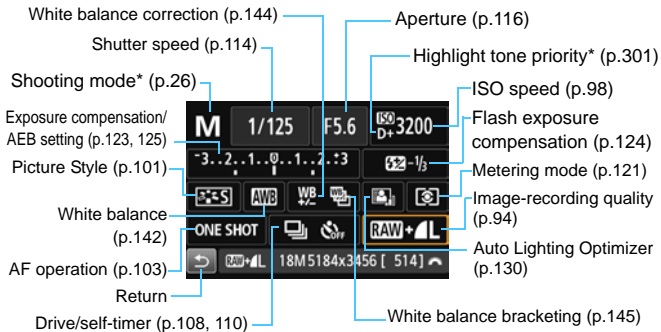 White balance correction (p.144)
Aperture (p.116)
Shutter speed (p.114)
Highlight tone priority* (p.301)
Shooting mode* (p.26)
ISO speed (p.98)
Exposure compensation/
AEB setting (p.123, 125)
Flash exposure
compensation (p.124)
Picture Style (p.101)
Metering mode (p.121)
Image-recording quality
(p.94)
White balance
(p.142)
Auto Lighting Optimizer
(p.130)
AF operation (p.103)
Return
White balance bracketing (p.145)
Drive/self-timer (p.108, 110)
M 1/125 F5.6 ISO D+ 3200
-3..2..1..0..1..2..+3 -1/3
S AWB WB +/- WB
ONE SHOT OFF RAW+L
RAW+L 18M 5184x3456 [ 514]